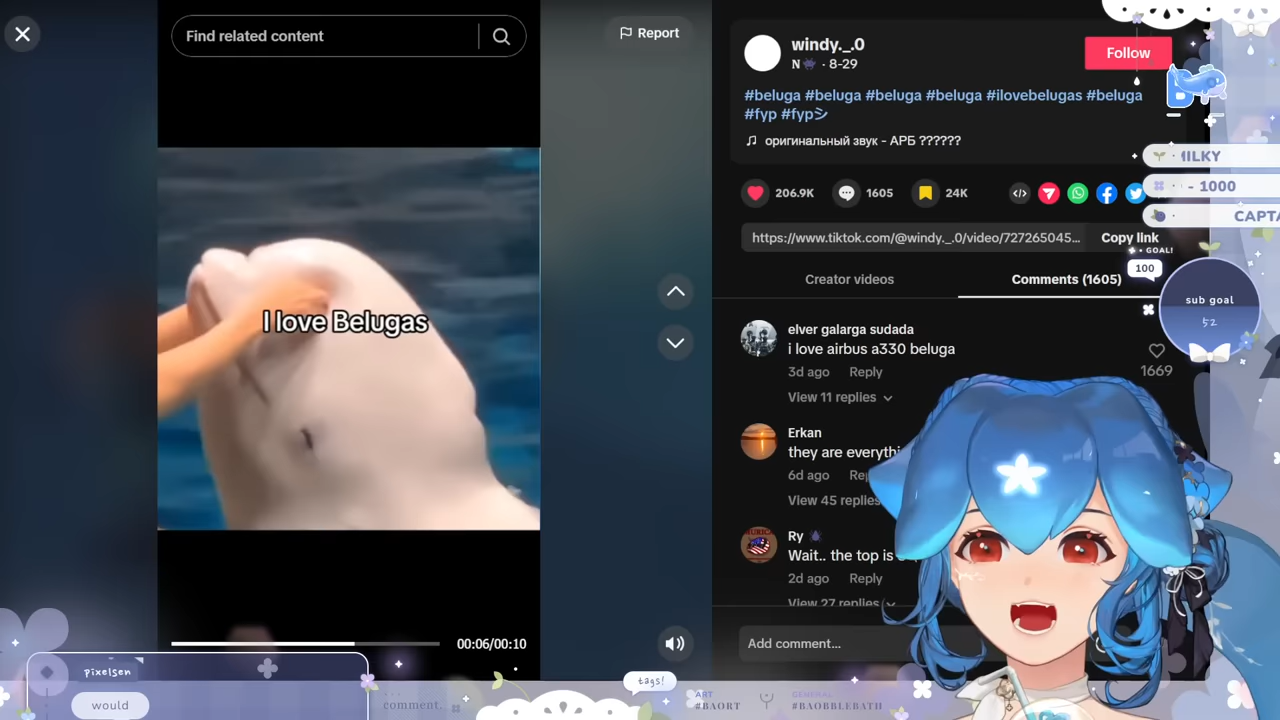 Find related content
Report
I love Belugas
00:06/00:10
windy._.0
N 👾 · 8-29
Follow
#beluga #beluga #beluga #beluga #ilovebelugas #beluga
#fyp #fypシ
♫ оригинальный звук - АРБ ??????
206.9K
1605
24K
https://www.tiktok.com/@windy._.0/video/727265045...
Copy link
Creator videos
Comments (1605)
elver galarga sudada
i love airbus a330 beluga
3d ago Reply
1669
View 11 replies
Erkan
they are
6d ago
View 45 replies
Ry
Wait.. the top is
2d ago Reply
View 27 replies
Add comment...
B
- 1000
GOAL!
100
sub goal
52
pixelsen
would
comment.
tags!
ART
#BAORT
GENERAL
#BAOBBLEBATH